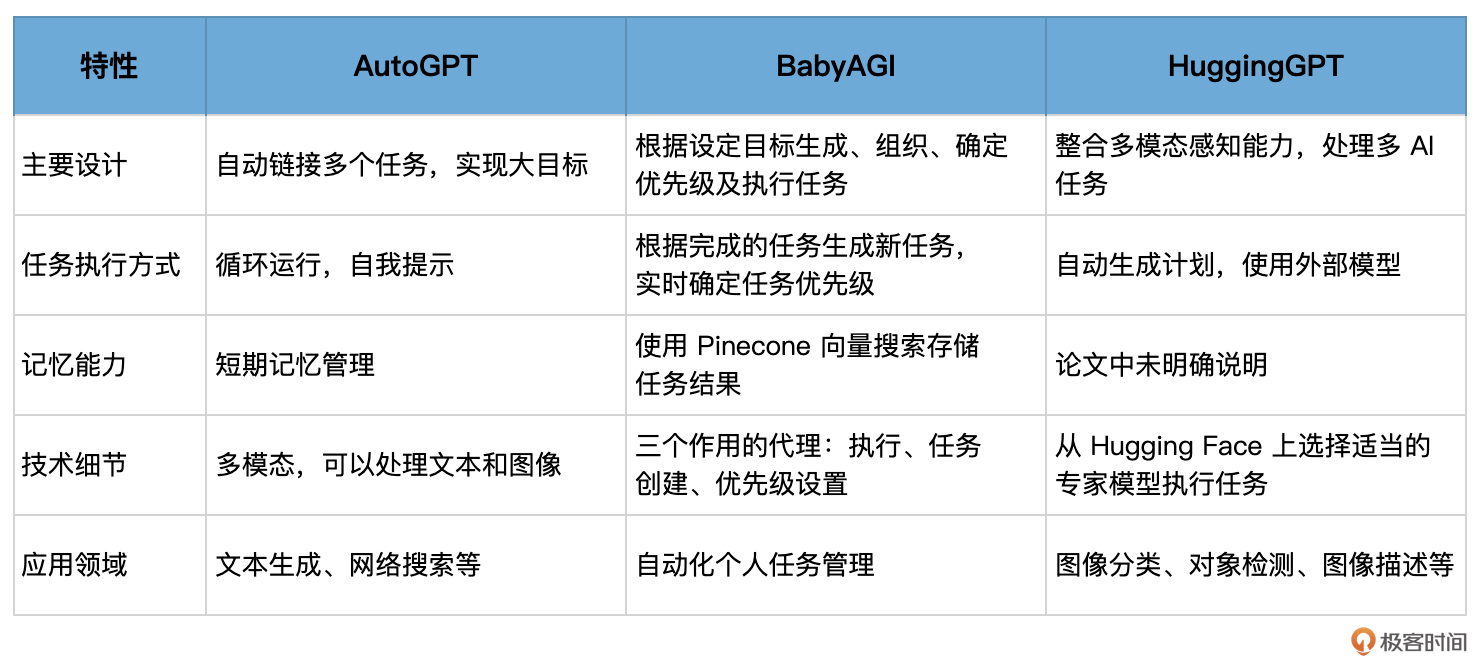 特性
AutoGPT
BabyAGI
HuggingGPT
主要设计
自动链接多个任务，实现大目标
根据设定目标生成、组织、确定
优先级及执行任务
整合多模态感知能力，处理多 AI
任务
任务执行方式
循环运行，自我提示
根据完成的任务生成新任务，
实时确定任务优先级
自动生成计划，使用外部模型
记忆能力
短期记忆管理
使用 Pinecone 向量搜索存储
任务结果
论文中未明确说明
技术细节
多模态，可以处理文本和图像
三个作用的代理：执行、任务
创建、优先级设置
从 Hugging Face 上选择适当的
专家模型执行任务
应用领域
文本生成、网络搜索等
自动化个人任务管理
图像分类、对象检测、图像描述等
极客时间